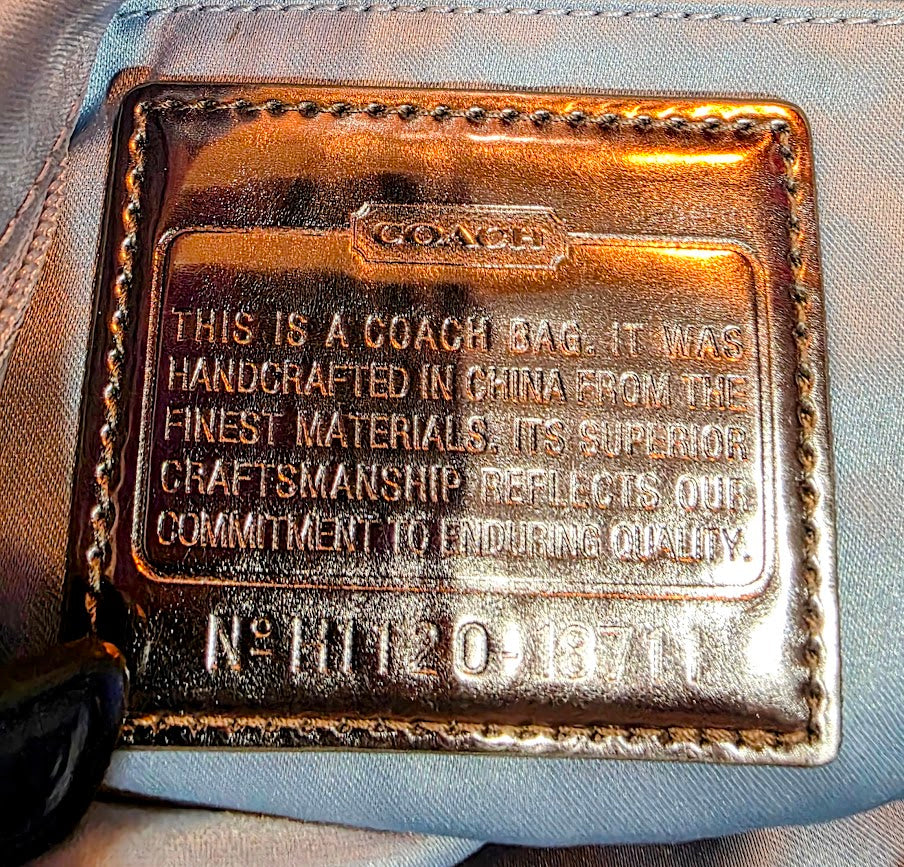 COACH
THIS IS A COACH BAG. IT WAS
HANDCRAFTED IN CHINA FROM THE
FINEST MATERIALS. ITS SUPERIOR
CRAFTSMANSHIP REFLECTS OUR
COMMITMENT TO ENDURING QUALITY.
Nº H1120-18711